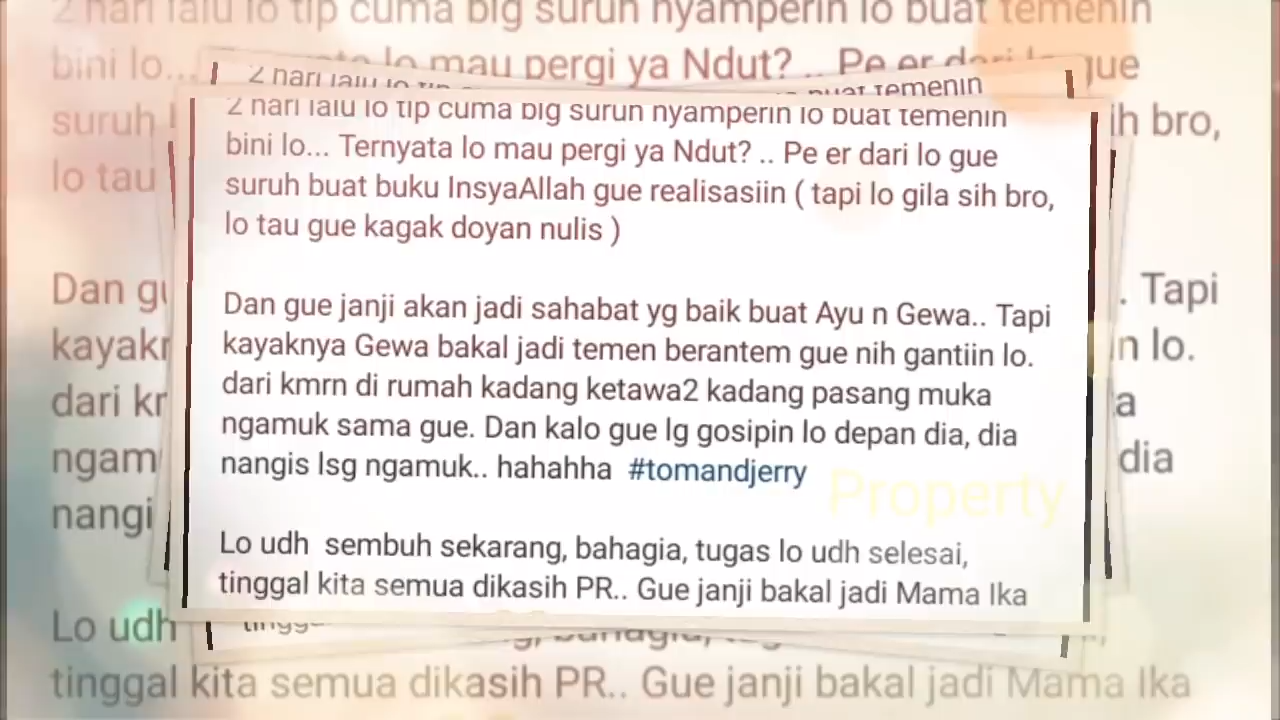 2 hari lalu lo tlp cuma blg suruh nyamperin lo buat temenin
bini lo... Ternyata lo mau pergi ya Ndut? .. Pe er dari lo gue
suruh buat buku InsyaAllah gue realisasiin ( tapi lo gila sih bro,
lo tau gue kagak doyan nulis )
Dan gue janji akan jadi sahabat yg baik buat Ayu n Gewa.. Tapi
kayaknya Gewa bakal jadi temen berantem gue nih gantiin lo.
dari kmrn di rumah kadang ketawa2 kadang pasang muka
ngamuk sama gue. Dan kalo gue lg gosipin lo depan dia, dia
nangis lsg ngamuk.. hahahha #tomandjerry
Property
Lo udh sembuh sekarang, bahagia, tugas lo udh selesai,
tinggal kita semua dikasih PR.. Gue janji bakal jadi Mama Ika